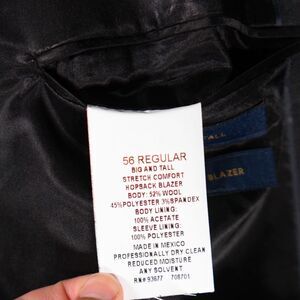 56 REGULAR
BIG AND TALL
STRETCH COMFORT
HOPSACK BLAZER
BODY: 52% WOOL
45%POLYESTER 3%SPANDEX
BODY LINING:
100% ACETATE
SLEEVE LINING:
100% POLYESTER
MADE IN MEXICO
PROFESSIONALLY DRY CLEAN
REDUCED MOISTURE
ANY SOLVENT
RN#93677 708701
TALL
BLAZER